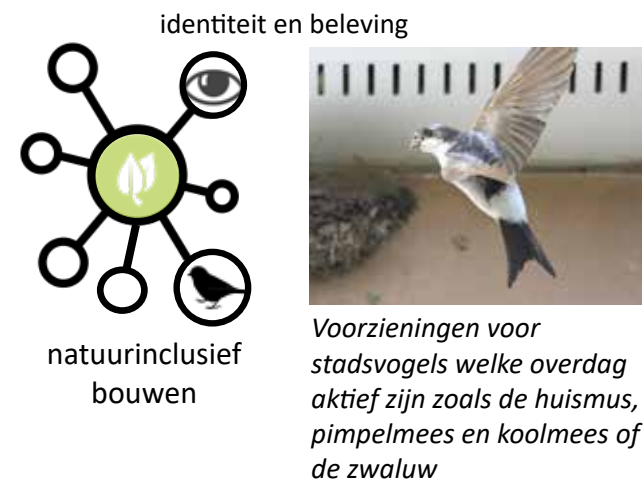 identiteit en beleving
natuurinclusief
bouwen
Voorzieningen voor
stadsvogels welke overdag
aktief zijn zoals de huismus,
pimpelmees en koolmees of
de zwaluw